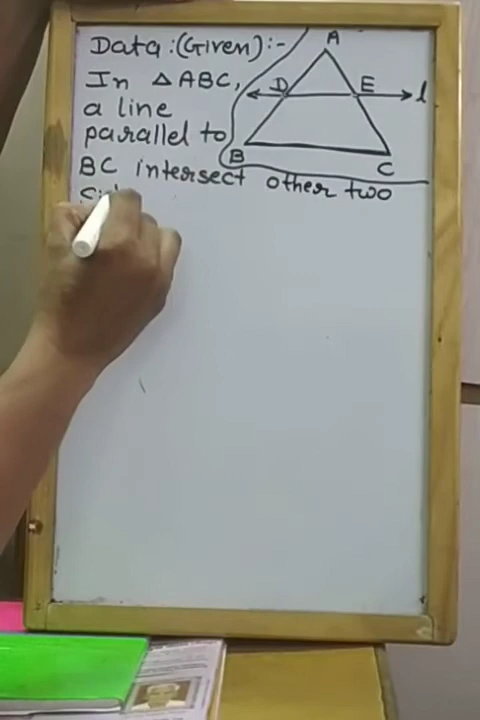 Data:(Given):-
In △ABC,
a line
parallel to
BC intersect other two
A
D
E
l
B
C